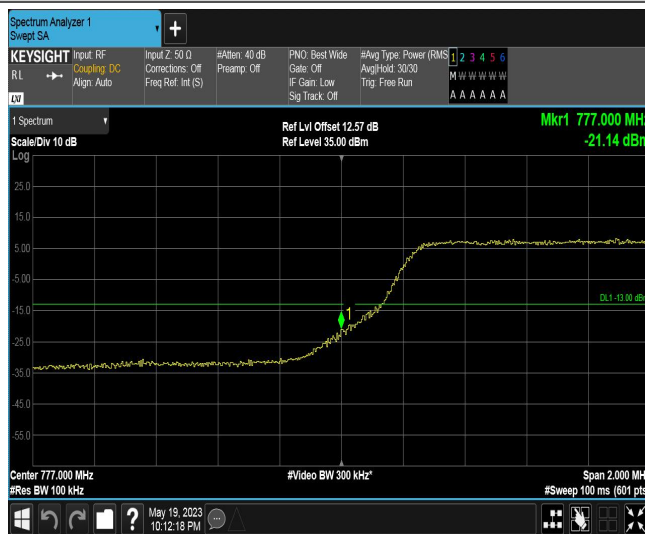 Spectrum Analyzer 1
Swept SA
+
KEYSIGHT
RL
LXI
Input: RF
Coupling: DC
Align: Auto
Input Z: 50 Ω
Corrections: Off
Freq Ref: Int (S)
#Atten: 40 dB
Preamp: Off
PNO: Best Wide
Gate: Off
IF Gain: Low
Sig Track: Off
#Avg Type: Power (RMS
Avg|Hold: 30/30
Trig: Free Run
1 2 3 4 5 6
M W W W W W
A A A A A A
1 Spectrum
Scale/Div 10 dB
Log
Ref Lvl Offset 12.57 dB
Ref Level 35.00 dBm
Mkr1 777.000 MHz
-21.14 dBm
25.0
15.0
5.00
-5.00
-15.0
-25.0
-35.0
-45.0
-55.0
DL1 -13.00 dBm
1
Center 777.000 MHz
#Res BW 100 kHz
#Video BW 300 kHz*
Span 2.000 MHz
#Sweep 100 ms (601 pts
?
May 19, 2023
10:12:18 PM